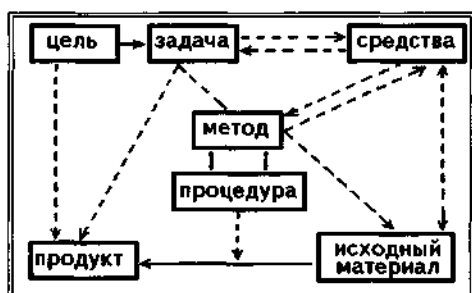 цель
задача
средства
метод
процедура
продукт
исходный
материал